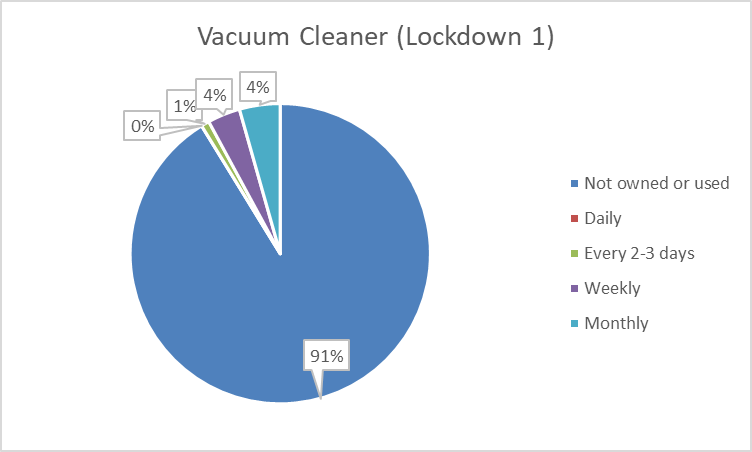 Vacuum Cleaner (Lockdown 1)
4%
4%
1%
0%
91%
Not owned or used
Daily
Every 2-3 days
Weekly
Monthly